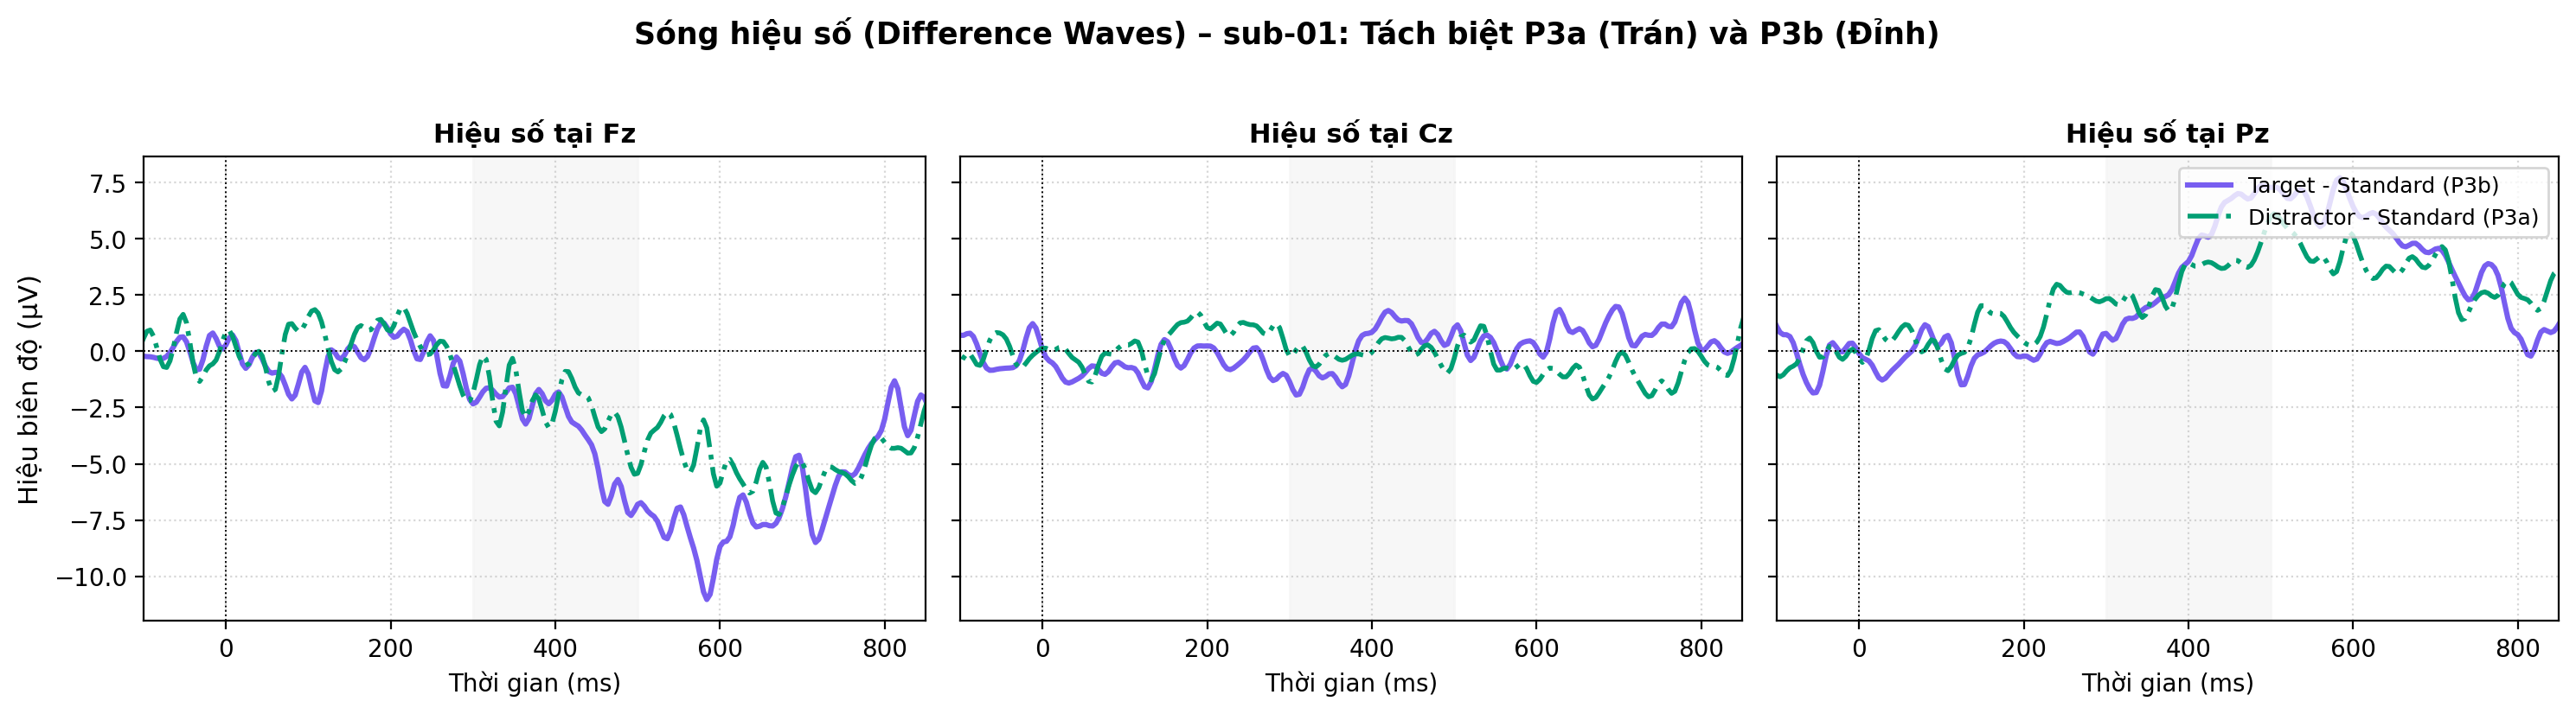 Sóng hiệu số (Difference Waves) – sub-01: Tách biệt P3a (Trán) và P3b (Đỉnh)
Hiệu số tại Fz
Hiệu số tại Cz
Hiệu số tại Pz
Hiệu biên độ (µV)
7.5
5.0
2.5
0.0
−2.5
−5.0
−7.5
−10.0
Target - Standard (P3b)
Distractor - Standard (P3a)
0 200 400 600 800
0 200 400 600 800
0 200 400 600 800
Thời gian (ms)
Thời gian (ms)
Thời gian (ms)